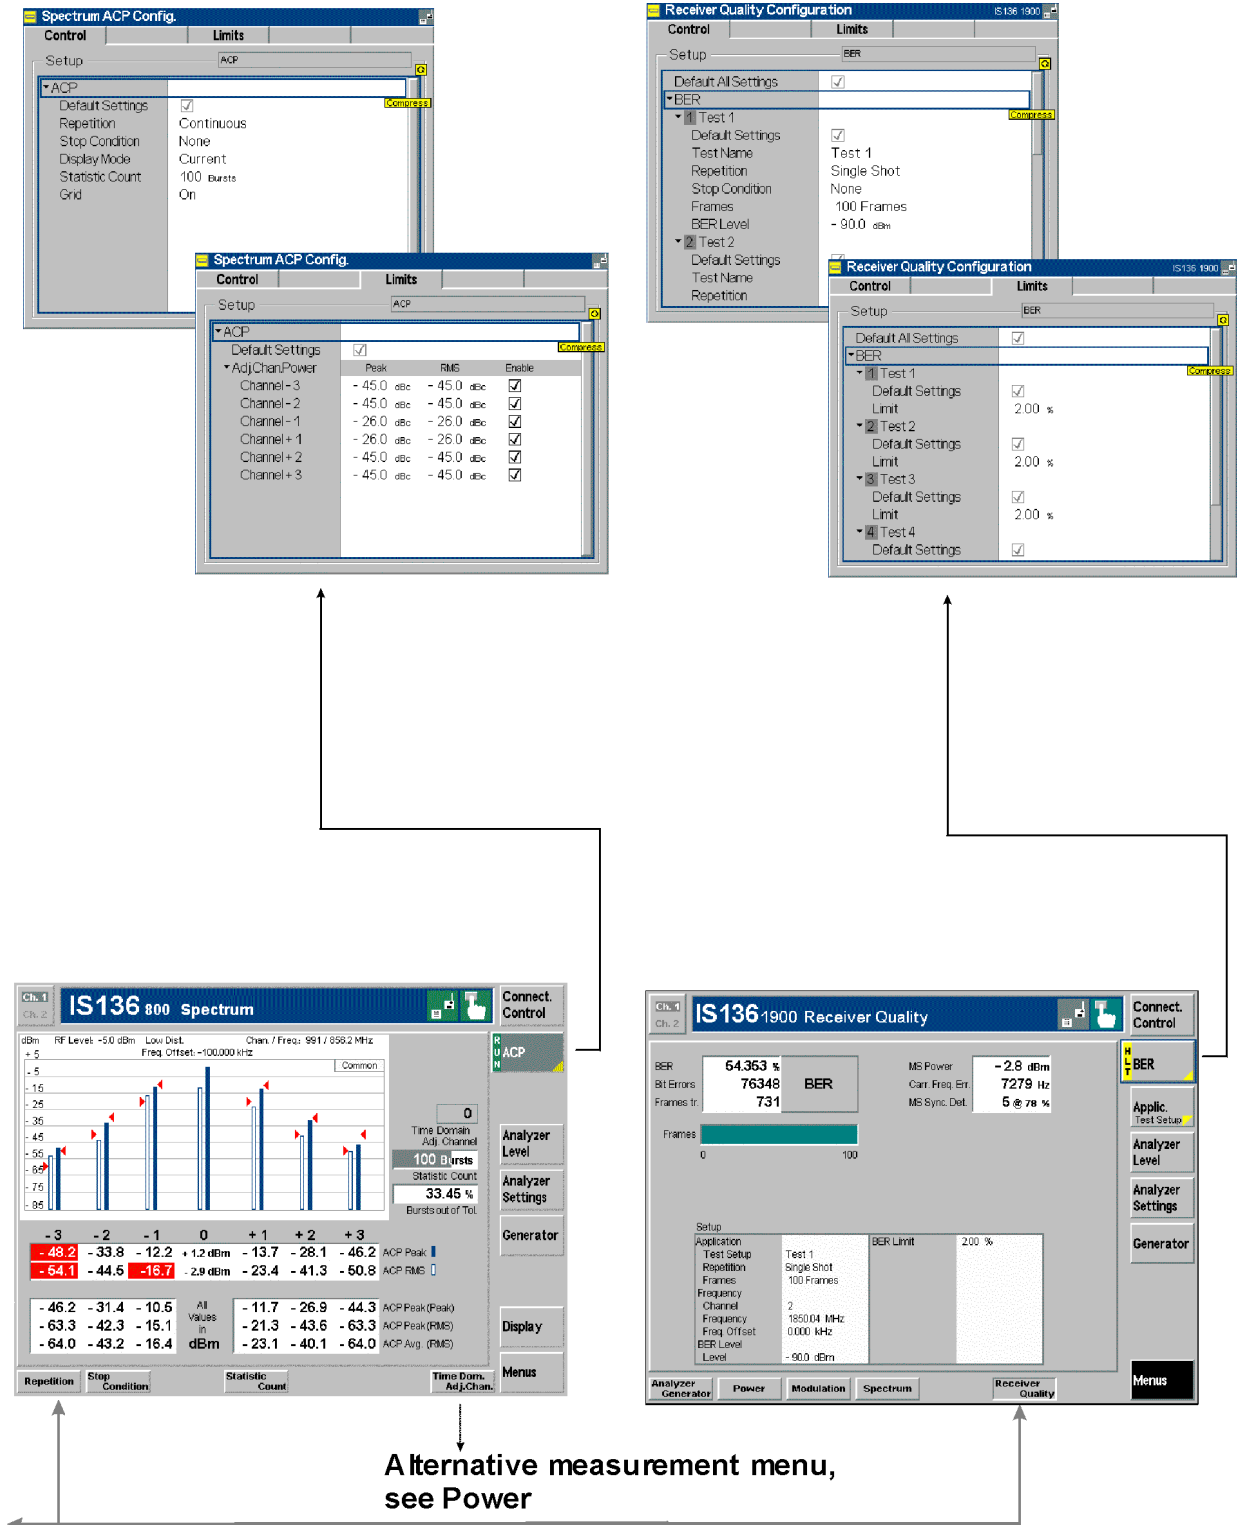 Spectrum ACP Config.
Control Limits
Setup ACP
ACP
Compress
Default Settings
Repetition Continuous
Stop Condition None
Display Mode Current
Statistic Count 100 Bursts
Grid On
Spectrum ACP Config.
Control Limits
Setup ACP
ACP
Compress
Default Settings
Adj.Chan.Power Peak RMS Enable
Channel - 3 - 45.0 dBc - 45.0 dBc
Channel - 2 - 45.0 dBc - 45.0 dBc
Channel - 1 - 26.0 dBc - 26.0 dBc
Channel + 1 - 26.0 dBc - 26.0 dBc
Channel + 2 - 45.0 dBc - 45.0 dBc
Channel + 3 - 45.0 dBc - 45.0 dBc
Receiver Quality Configuration IS136 1900
Control Limits
Setup BER
Default All Settings
BER
Compress
1 Test 1
Default Settings
Test Name Test 1
Repetition Single Shot
Stop Condition None
Frames 100 Frames
BER Level - 90.0 dBm
2 Test 2
Default Settings
Test Name
Repetition
Receiver Quality Configuration IS136 1900
Control Limits
Setup BER
Default All Settings
BER
Compress
1 Test 1
Default Settings
Limit 2.00 %
2 Test 2
Default Settings
Limit 2.00 %
3 Test 3
Default Settings
Limit 2.00 %
4 Test 4
Default Settings
Ch. 1
Ch. 2
IS136 800 Spectrum
Connect.
Control
dBm RF Level: -5.0 dBm Low Dist. Chan. / Freq.: 991 / 856.2 MHz
Freq. Offset: -100.000 kHz
Common
+ 5
- 5
- 15
- 25
- 35
- 45
- 55
- 65
- 75
- 85
RUN
ACP
0
Time Domain
Adj. Channel
100 Bursts
Statistic Count
33.45 %
Bursts out of Tol.
Analyzer
Level
Analyzer
Settings
Generator
- 3 - 2 - 1 0 + 1 + 2 + 3
- 48.2 - 33.8 - 12.2 + 1.2 dBm - 13.7 - 28.1 - 46.2 ACP Peak
- 54.1 - 44.5 -16.7 - 2.9 dBm - 23.4 - 41.3 - 50.8 ACP RMS
- 46.2 - 31.4 - 10.5 All - 11.7 - 26.9 - 44.3 ACP Peak (Peak)
Values
- 63.3 - 42.3 - 15.1 in - 21.3 - 43.6 - 63.3 ACP Peak (RMS)
- 64.0 - 43.2 - 16.4 dBm - 23.1 - 40.1 - 64.0 ACP Avg. (RMS)
Display
Menus
Repetition
Stop
Condition
Statistic
Count
Time Dom.
Adj.Chan.
Ch. 1
Ch. 2
IS136 1900 Receiver Quality
Connect.
Control
BER 54.353 %
Bit Errors 76348
Frames tr. 731
BER
MS Power - 2.8 dBm
Carr. Freq. Err. 7279 Hz
MS Sync. Det. 5 @ 78 %
HLT
BER
Applic.
Test Setup
Analyzer
Level
Analyzer
Settings
Generator
Frames
0 100
Setup
Application BER Limit 2.00 %
Test Setup Test 1
Repetition Single Shot
Frames 100 Frames
Frequency
Channel 2
Frequency 1850.04 MHz
Freq. Offset 0.000 kHz
BER Level
Level - 90.0 dBm
Menus
Analyzer
Generator
Power
Modulation
Spectrum
Receiver
Quality
Alternative measurement menu,
see Power